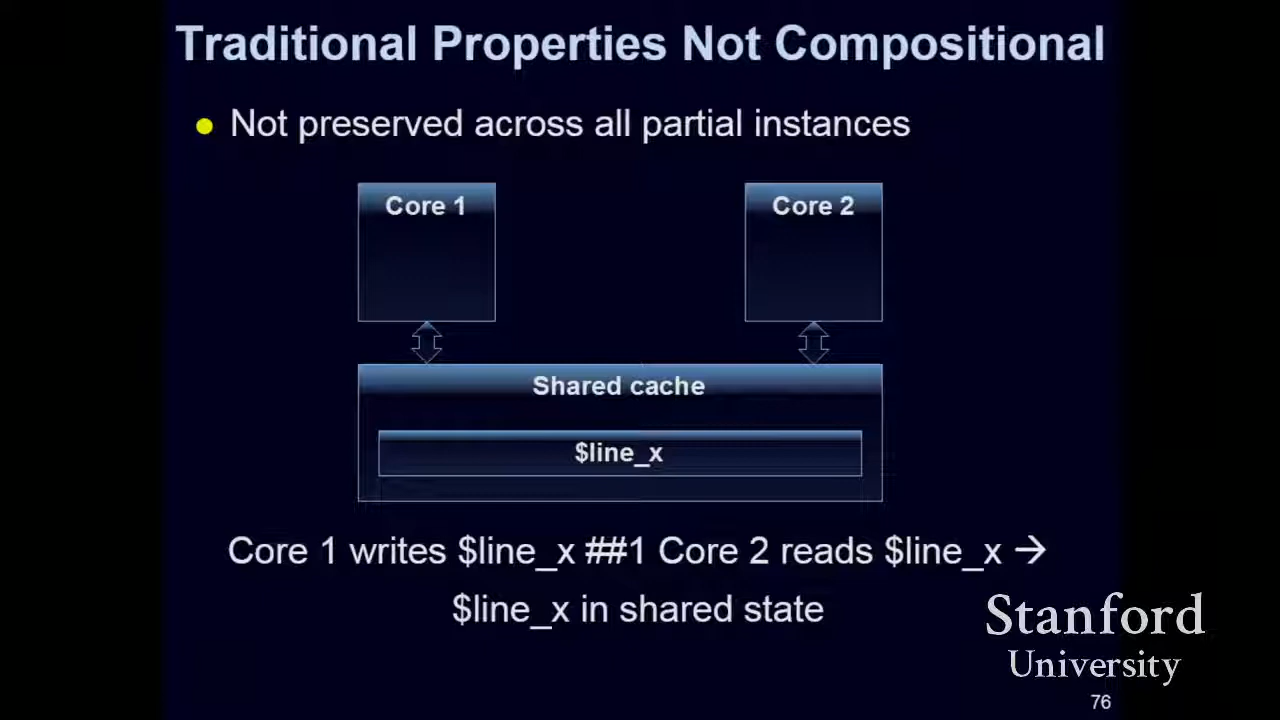 Traditional Properties Not Compositional
Not preserved across all partial instances
Core 1
Core 2
Shared cache
$line_x
Core 1 writes $line_x ##1 Core 2 reads $line_x →
$line_x in shared state
Stanford
University
76